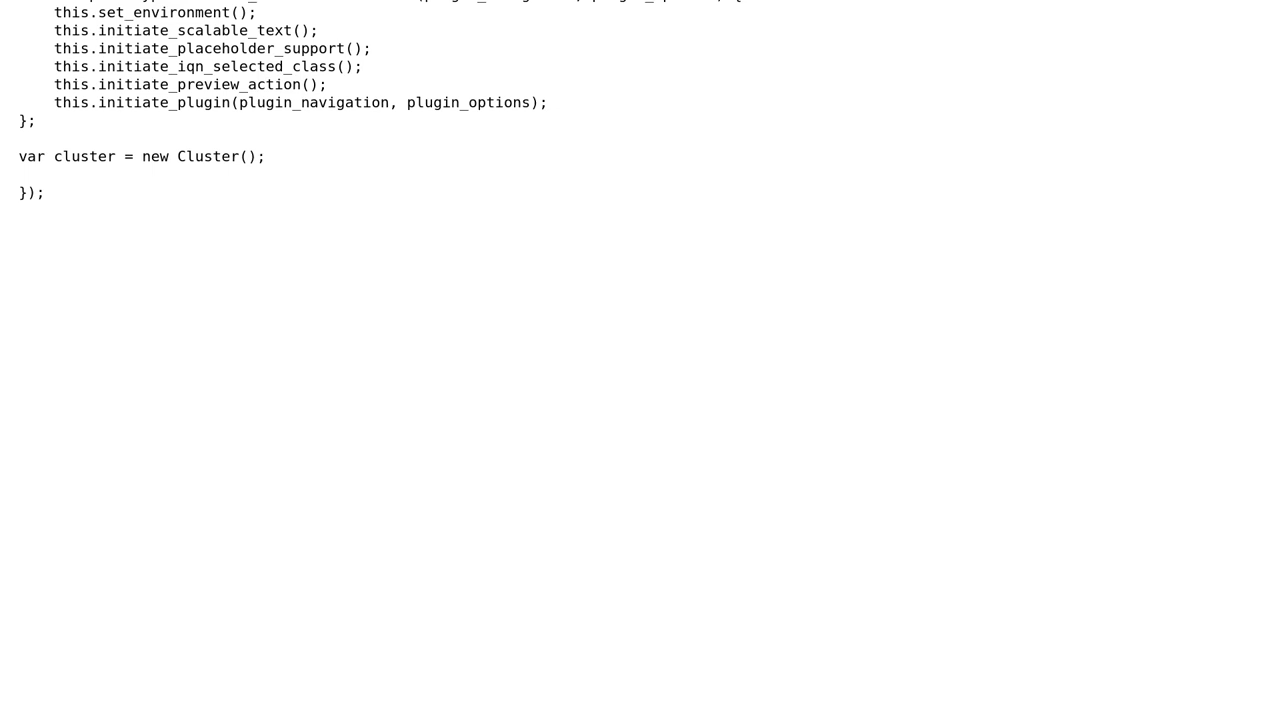 this.set_environment();
    this.initiate_scalable_text();
    this.initiate_placeholder_support();
    this.initiate_iqn_selected_class();
    this.initiate_preview_action();
    this.initiate_plugin(plugin_navigation, plugin_options);
};

var cluster = new Cluster();

});